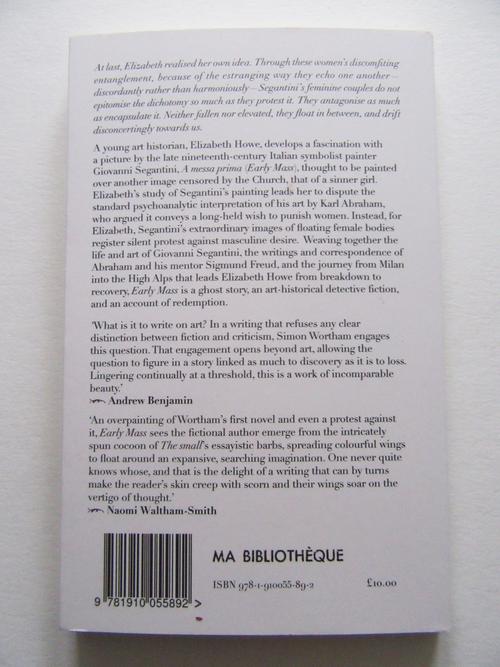 At last, Elizabeth realised her own idea. Through these women's discomfiting
entanglement, because of the estranging way they echo one another –
discordantly rather than harmoniously – Segantini's feminine couples do not
epitomise the dichotomy so much as they protest it. They antagonise as much
as encapsulate it. Neither fallen nor elevated, they float in between, and drift
disconcertingly towards us.
A young art historian, Elizabeth Howe, develops a fascination with
a picture by the late nineteenth-century Italian symbolist painter
Giovanni Segantini, A messa prima (Early Mass), thought to be painted
over another image censored by the Church, that of a sinner girl.
Elizabeth's study of Segantini's painting leads her to dispute the
standard psychoanalytic interpretation of his art by Karl Abraham,
who argued it conveys a long-held wish to punish women. Instead, for
Elizabeth, Segantini's extraordinary images of floating female bodies
register silent protest against masculine desire. Weaving together the
life and art of Giovanni Segantini, the writings and correspondence of
Abraham and his mentor Sigmund Freud, and the journey from Milan
into the High Alps that leads Elizabeth Howe from breakdown to
recovery, Early Mass is a ghost story, an art-historical detective fiction,
and an account of redemption.
'What is it to write on art? In a writing that refuses any clear
distinction between fiction and criticism, Simon Wortham engages
this question. That engagement opens beyond art, allowing the
question to figure in a story linked as much to discovery as it is to loss.
Lingering continually at a threshold, this is a work of incomparable
beauty.'
Andrew Benjamin
'An overpainting of Wortham's first novel and even a protest against
it, Early Mass sees the fictional author emerge from the intricately
spun cocoon of The small's essayistic barbs, spreading colourful wings
to float around an expansive, searching imagination. One never quite
knows whose, and that is the delight of a writing that can by turns
make the reader's skin creep with scorn and their wings soar on the
vertigo of thought.'
Naomi Waltham-Smith
MA BIBLIOTHÈQUE
ISBN 978-1-910055-89-2 £10.00
9 781910 055892 >